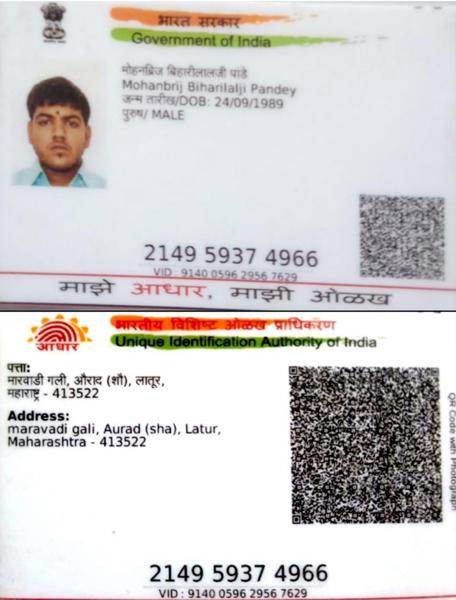 भारत सरकार
Government of India
मोहनब्रिज बिहारीलालजी पांडे
Mohanbrij Biharilalji Pandey
जन्म तारीख/DOB: 24/09/1989
पुरुष/ MALE
2149 5937 4966
VID : 9140 0596 2956 7629
माझे आधार, माझी ओळख
आधार
भारतीय विशिष्ट ओळख प्राधिकरण
Unique Identification Authority of India
पत्ता:
मारवाडी गली, औराद (शौ), लातूर,
महाराष्ट्र - 413522
Address:
maravadi gali, Aurad (sha), Latur,
Maharashtra - 413522
QR Code with Photograph
2149 5937 4966
VID : 9140 0596 2956 7629